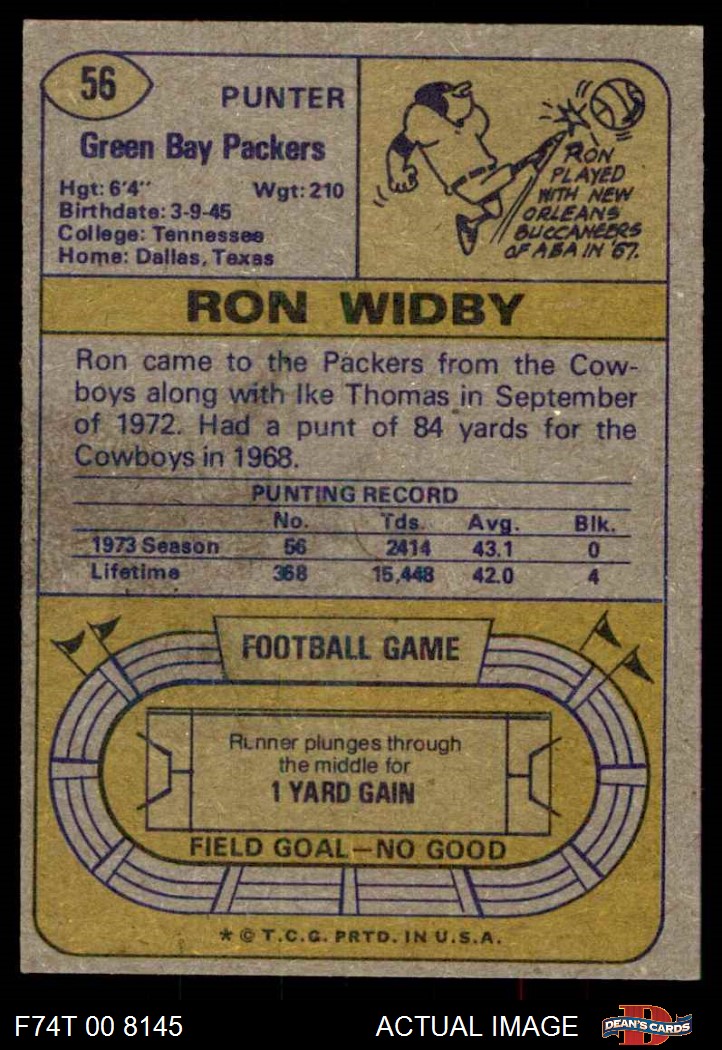 56
PUNTER
Green Bay Packers
Hgt: 6'4" Wgt: 210
Birthdate: 3-9-45
College: Tennessee
Home: Dallas, Texas
RON
PLAYED
WITH NEW
ORLEANS
BUCCANEERS
OF ABA IN '67.
RON WIDBY
Ron came to the Packers from the Cow-
boys along with Ike Thomas in September
of 1972. Had a punt of 84 yards for the
Cowboys in 1968.
PUNTING RECORD
No. Yds. Avg. Blk.
1973 Season 56 2414 43.1 0
Lifetime 368 15,448 42.0 4
FOOTBALL GAME
Runner plunges through
the middle for
1 YARD GAIN
FIELD GOAL—NO GOOD
* © T.C.G. PRTD. IN U.S.A.
F74T 00 8145 ACTUAL IMAGE
D
DEAN'S CARDS